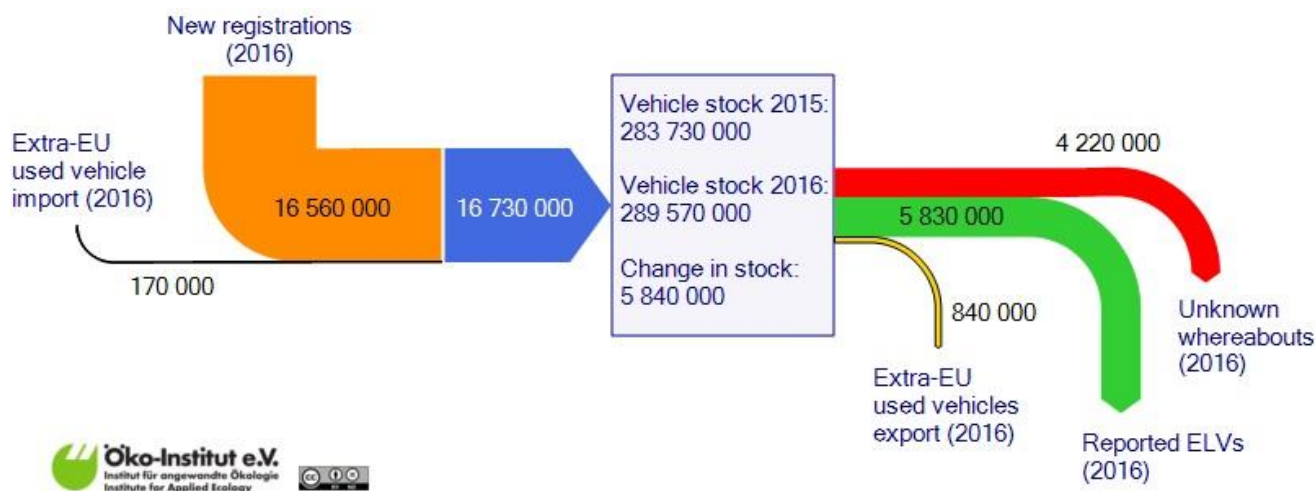 New registrations
(2016)
Extra-EU
used vehicle
import (2016)
170 000
16 560 000
16 730 000
Vehicle stock 2015:
283 730 000
Vehicle stock 2016:
289 570 000
Change in stock:
5 840 000
4 220 000
5 830 000
840 000
Unknown
whereabouts
(2016)
Extra-EU
used vehicles
export (2016)
Reported ELVs
(2016)
Öko-Institut e.V.
Institut für angewandte Ökologie
Institute for Applied Ecology
cc